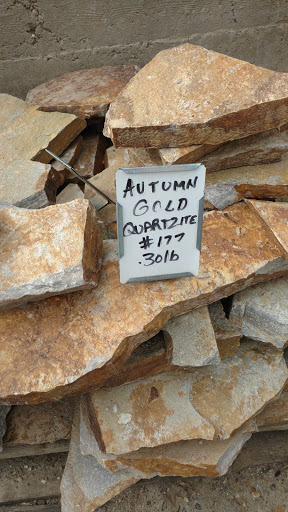 AUTUMN
GOLD
QUARTZITE
#177
.30lb